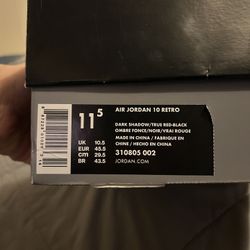 11⁵
AIR JORDAN 10 RETRO
DARK SHADOW/TRUE RED-BLACK
OMBRE FONCE/NOIR/VRAI ROUGE
MADE IN CHINA / FABRIQUE EN
CHINE / HECHO EN CHINA
310805 002
JORDAN.COM
UK 10.5
EUR 45.5
cm 29.5
BR 43.5